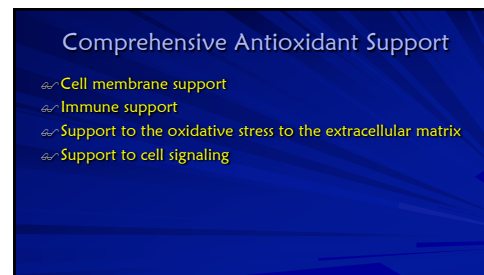 Comprehensive Antioxidant Support
Cell membrane support
Immune support
Support to the oxidative stress to the extracellular matrix
Support to cell signaling